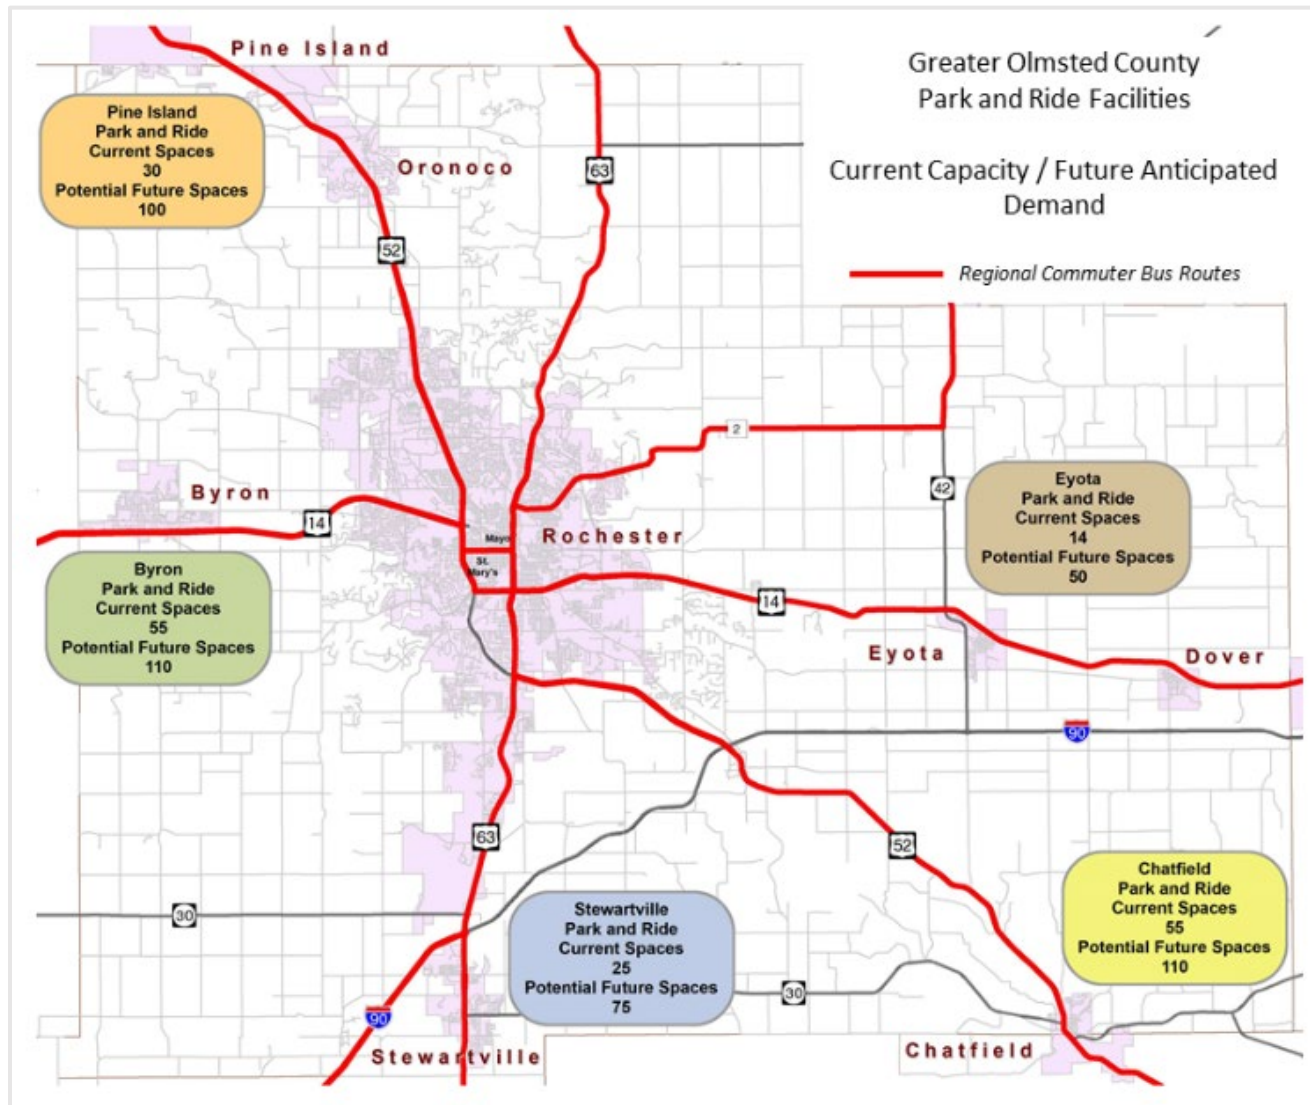 Pine Island
Greater Olmsted County
Park and Ride Facilities
Current Capacity / Future Anticipated
Demand
Regional Commuter Bus Routes
Pine Island
Park and Ride
Current Spaces
30
Potential Future Spaces
100
Oronoco
63
52
2
Byron
14
Mayo
Rochester
St.
Mary's
42
Eyota
Park and Ride
Current Spaces
14
Potential Future Spaces
50
Byron
Park and Ride
Current Spaces
55
Potential Future Spaces
110
14
Eyota
Dover
90
63
52
30
Stewartville
Park and Ride
Current Spaces
25
Potential Future Spaces
75
Chatfield
Park and Ride
Current Spaces
55
Potential Future Spaces
110
30
90
Stewartville
Chatfield